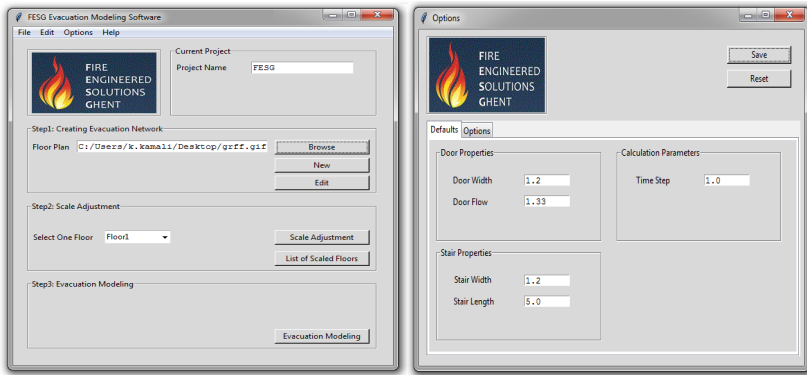 FESG Evacuation Modeling Software
File Edit Options Help
FIRE
ENGINEERED
SOLUTIONS
GHENT
Current Project
Project Name FESG
Step1: Creating Evacuation Network
Floor Plan C:/Users/k.kamali/Desktop/grff.gif Browse
New
Edit
Step2: Scale Adjustment
Select One Floor Floor1 Scale Adjustment
List of Scaled Floors
Step3: Evacuation Modeling
Evacuation Modeling
Options
FIRE
ENGINEERED
SOLUTIONS
GHENT
Save
Reset
Defaults Options
Door Properties
Door Width 1.2
Door Flow 1.33
Calculation Parameters
Time Step 1.0
Stair Properties
Stair Width 1.2
Stair Length 5.0